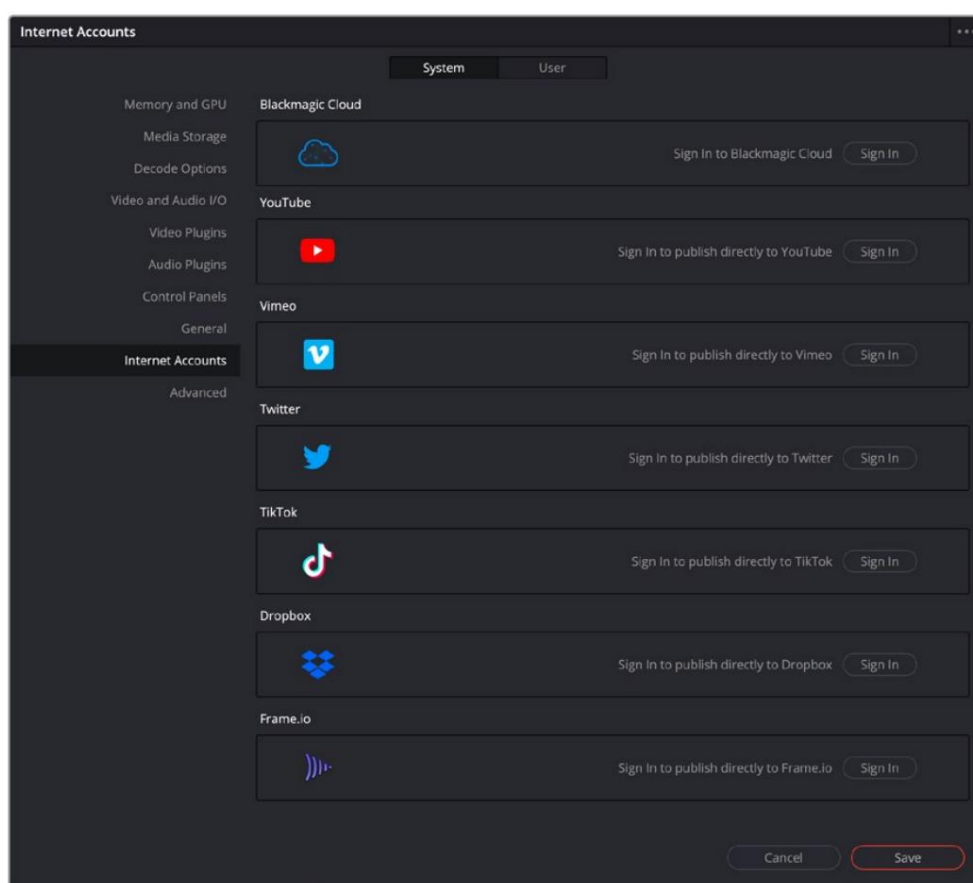 Internet Accounts
System User
Memory and GPU
Media Storage
Decode Options
Video and Audio I/O
Video Plugins
Audio Plugins
Control Panels
General
Internet Accounts
Advanced
Blackmagic Cloud
Sign In to Blackmagic Cloud Sign In
YouTube
Sign In to publish directly to YouTube Sign In
Vimeo
Sign In to publish directly to Vimeo Sign In
Twitter
Sign In to publish directly to Twitter Sign In
TikTok
Sign In to publish directly to TikTok Sign In
Dropbox
Sign In to publish directly to Dropbox Sign In
Frame.io
Sign In to publish directly to Frame.io Sign In
Cancel Save